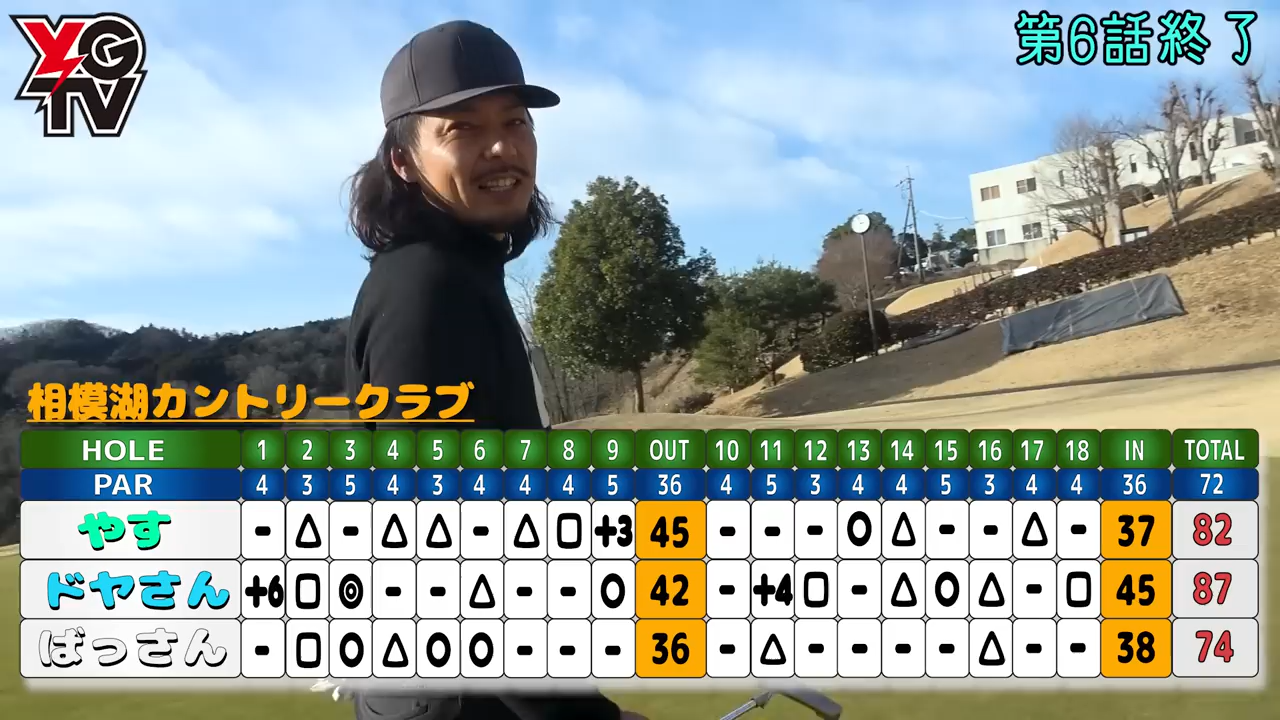 YGTV
第6話終了
相模湖カントリークラブ
HOLE 1 2 3 4 5 6 7 8 9 OUT 10 11 12 13 14 15 16 17 18 IN TOTAL
PAR 4 3 5 4 3 4 4 4 5 36 4 5 3 4 4 5 3 4 4 36 72
やす - △ - △ △ - △ □ +3 45 - - - ○ △ - - △ - 37 82
ドヤさん +6 □ ◎ - - △ - - ○ 42 - +4 □ - △ ○ △ - □ 45 87
ばっさん - □ ○ △ ○ ○ - - - 36 - △ - - - - △ - - 38 74